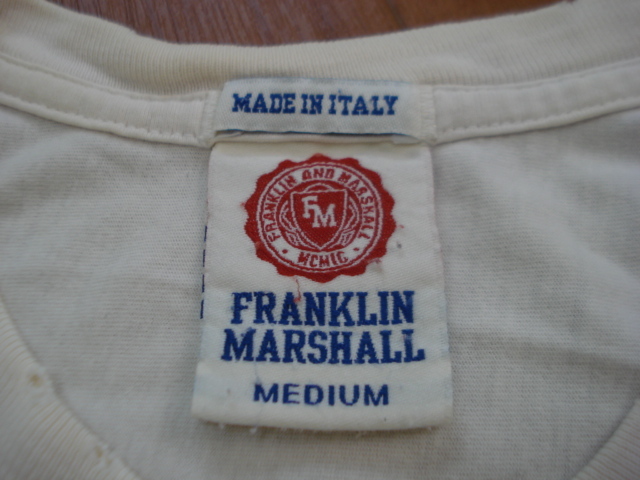 MADE IN ITALY
FRANKLIN AND MARSHALL
FM
MCMIC
FRANKLIN
MARSHALL
MEDIUM